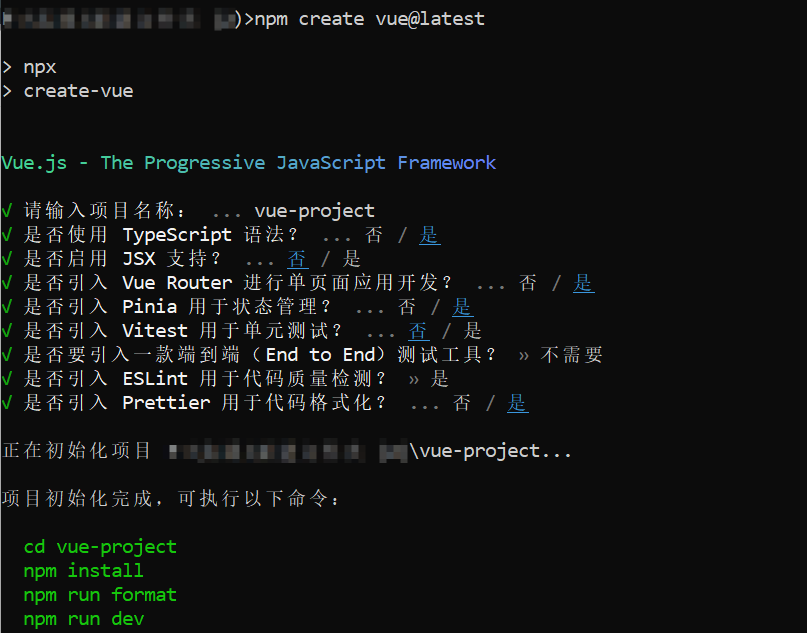 )>npm create vue@latest
> npx
> create-vue
Vue.js - The Progressive JavaScript Framework
√ 请输入项目名称： ... vue-project
√ 是否使用 TypeScript 语法？ ... 否 / 是
√ 是否启用 JSX 支持？ ... 否 / 是
√ 是否引入 Vue Router 进行单页面应用开发？ ... 否 / 是
√ 是否引入 Pinia 用于状态管理？ ... 否 / 是
√ 是否引入 Vitest 用于单元测试？ ... 否 / 是
√ 是否要引入一款端到端（End to End）测试工具？ » 不需要
√ 是否引入 ESLint 用于代码质量检测？ » 是
√ 是否引入 Prettier 用于代码格式化？ ... 否 / 是
正在初始化项目 \vue-project...
项目初始化完成，可执行以下命令：
cd vue-project
npm install
npm run format
npm run dev